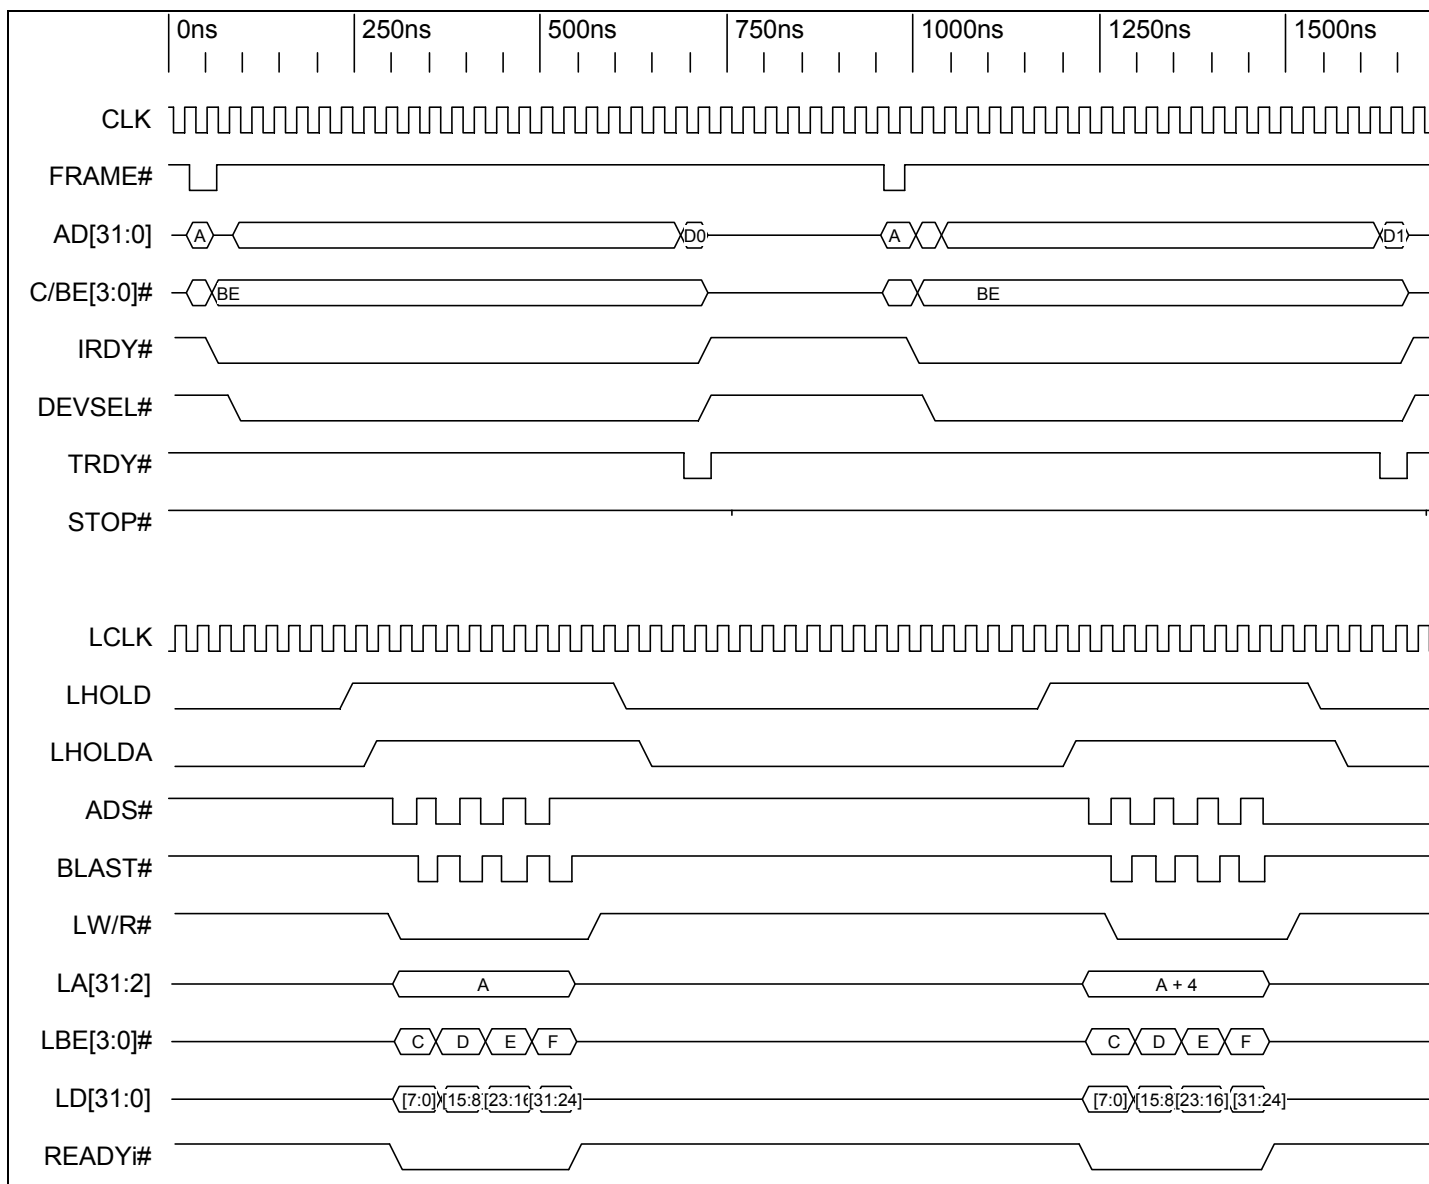 0ns 250ns 500ns 750ns 1000ns 1250ns 1500ns
CLK
FRAME#
AD[31:0] A D0 A D1
C/BE[3:0]# BE BE
IRDY#
DEVSEL#
TRDY#
STOP#
LCLK
LHOLD
LHOLDA
ADS#
BLAST#
LW/R#
LA[31:2] A A + 4
LBE[3:0]# C D E F C D E F
LD[31:0] [7:0] [15:8 [23:16 [31:24] [7:0] [15:8 [23:16] [31:24]
READYi#